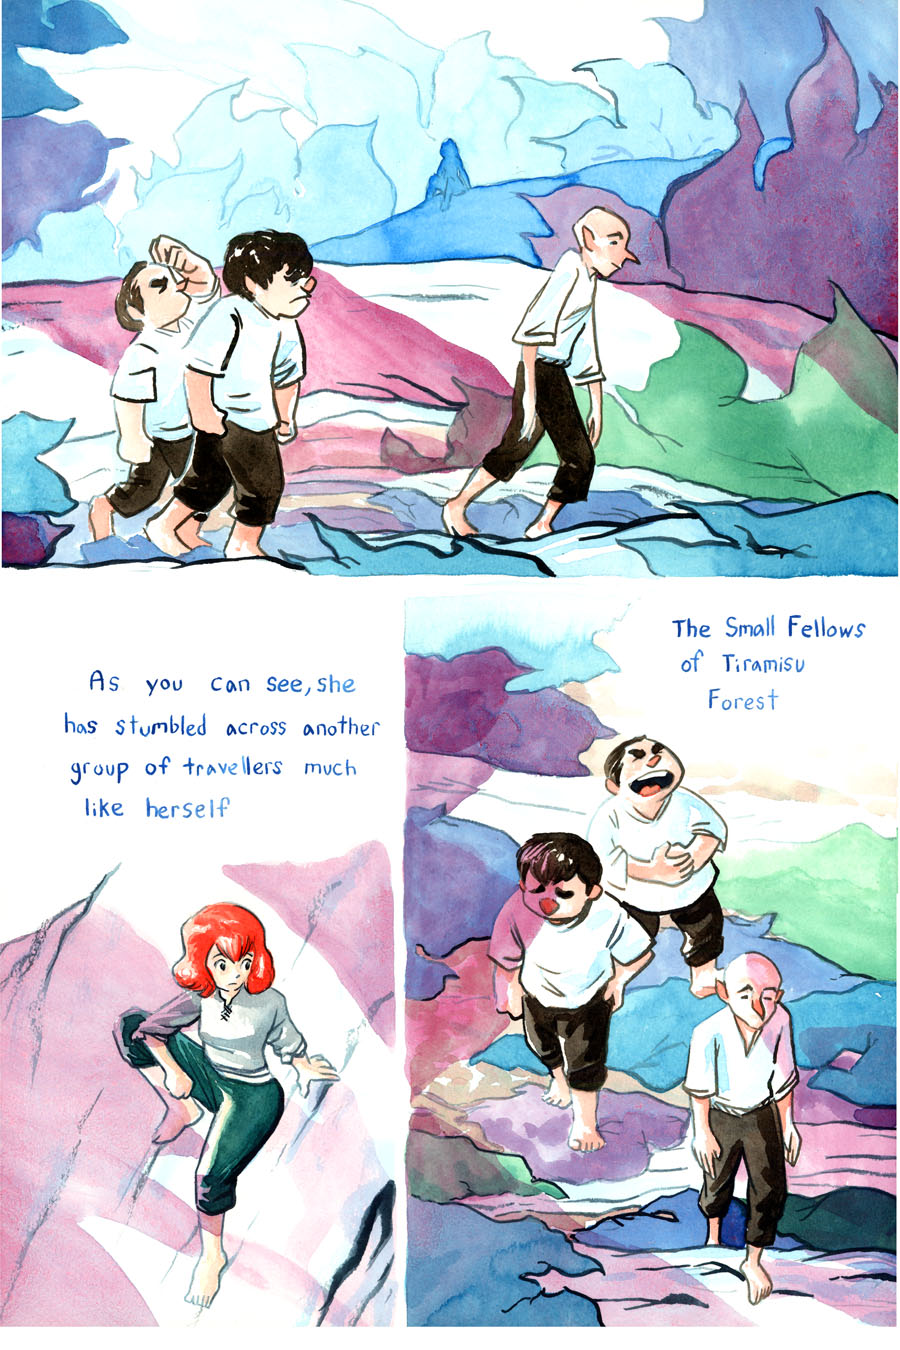 As you can see, she
has stumbled across another
group of travellers much
like herself
The Small Fellows
of Tiramisu
Forest